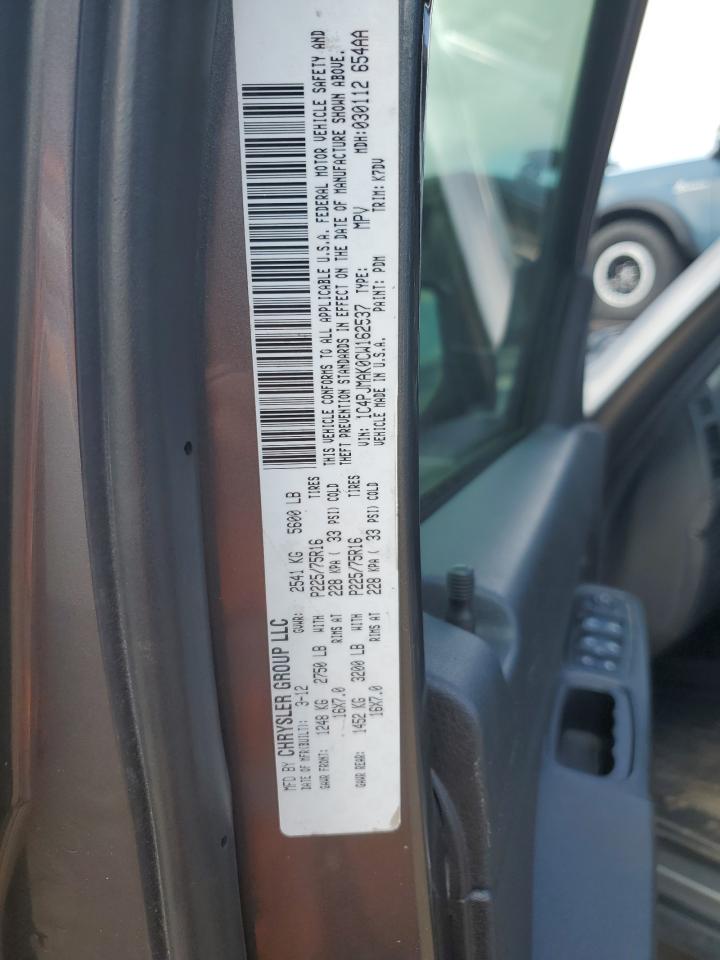 MFD BY CHRYSLER GROUP LLC
DATE OF MFR(BUILT): 3-12 GVWR: 2541 KG 5600 LB
GAWR FRONT: 1248 KG 2750 LB WITH P225/75R16 TIRES
16X7.0 RIMS AT 228 KPA( 33 PSI) COLD
GAWR REAR: 1452 KG 3200 LB WITH P225/75R16 TIRES
16X7.0 RIMS AT 228 KPA( 33 PSI) COLD
THIS VEHICLE CONFORMS TO ALL APPLICABLE U.S.A. FEDERAL MOTOR VEHICLE SAFETY AND
THEFT PREVENTION STANDARDS IN EFFECT ON THE DATE OF MANUFACTURE SHOWN ABOVE.
VIN: 1C4PJMAK0CW162537 TYPE: MPV MDH:030112 654AA
VEHICLE MADE IN U.S.A. PAINT: PDM TRIM: K7DV